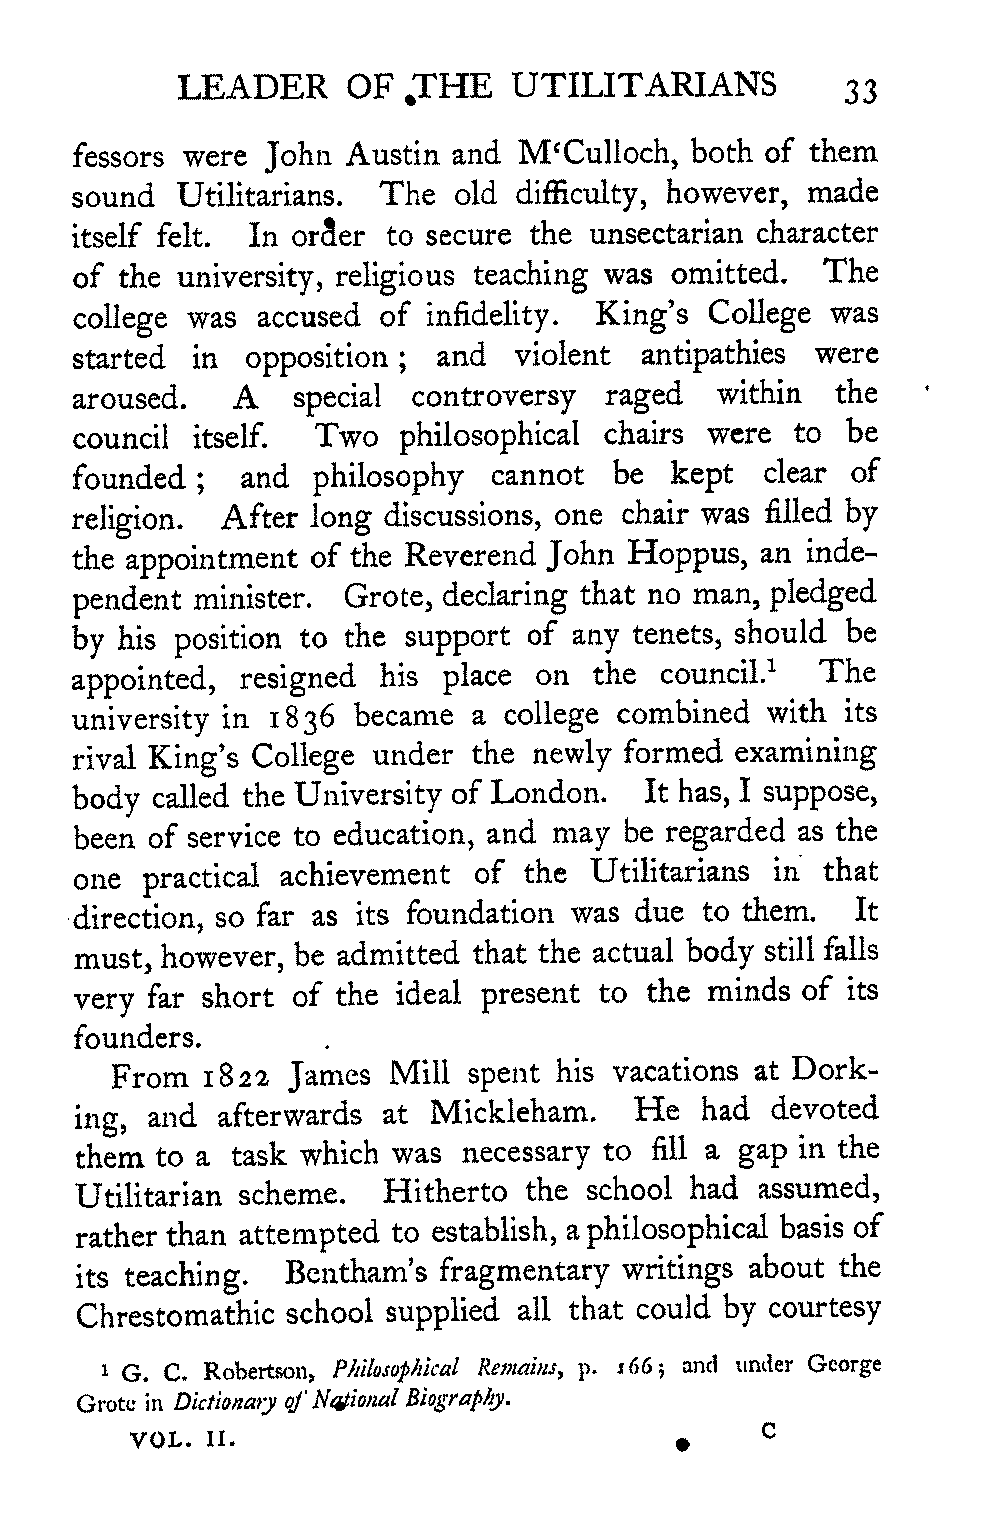 LEADER OF THE UTILITARIANS 33
fessors were John Austin and M‘Culloch, both of them
sound Utilitarians. The old difficulty, however, made
itself felt. In order to secure the unsectarian character
of the university, religious teaching was omitted. The
college was accused of infidelity. King's College was
started in opposition ; and violent antipathies were
aroused. A special controversy raged within the
council itself. Two philosophical chairs were to be
founded ; and philosophy cannot be kept clear of
religion. After long discussions, one chair was filled by
the appointment of the Reverend John Hoppus, an inde-
pendent minister. Grote, declaring that no man, pledged
by his position to the support of any tenets, should be
appointed, resigned his place on the council.¹ The
university in 1836 became a college combined with its
rival King's College under the newly formed examining
body called the University of London. It has, I suppose,
been of service to education, and may be regarded as the
one practical achievement of the Utilitarians in that
direction, so far as its foundation was due to them. It
must, however, be admitted that the actual body still falls
very far short of the ideal present to the minds of its
founders.
From 1822 James Mill spent his vacations at Dork-
ing, and afterwards at Mickleham. He had devoted
them to a task which was necessary to fill a gap in the
Utilitarian scheme. Hitherto the school had assumed,
rather than attempted to establish, a philosophical basis of
its teaching. Bentham's fragmentary writings about the
Chrestomathic school supplied all that could by courtesy
¹ G. C. Robertson, Philosophical Remains, p. 166; and under George
Grote in Dictionary of National Biography.
VOL. II. C